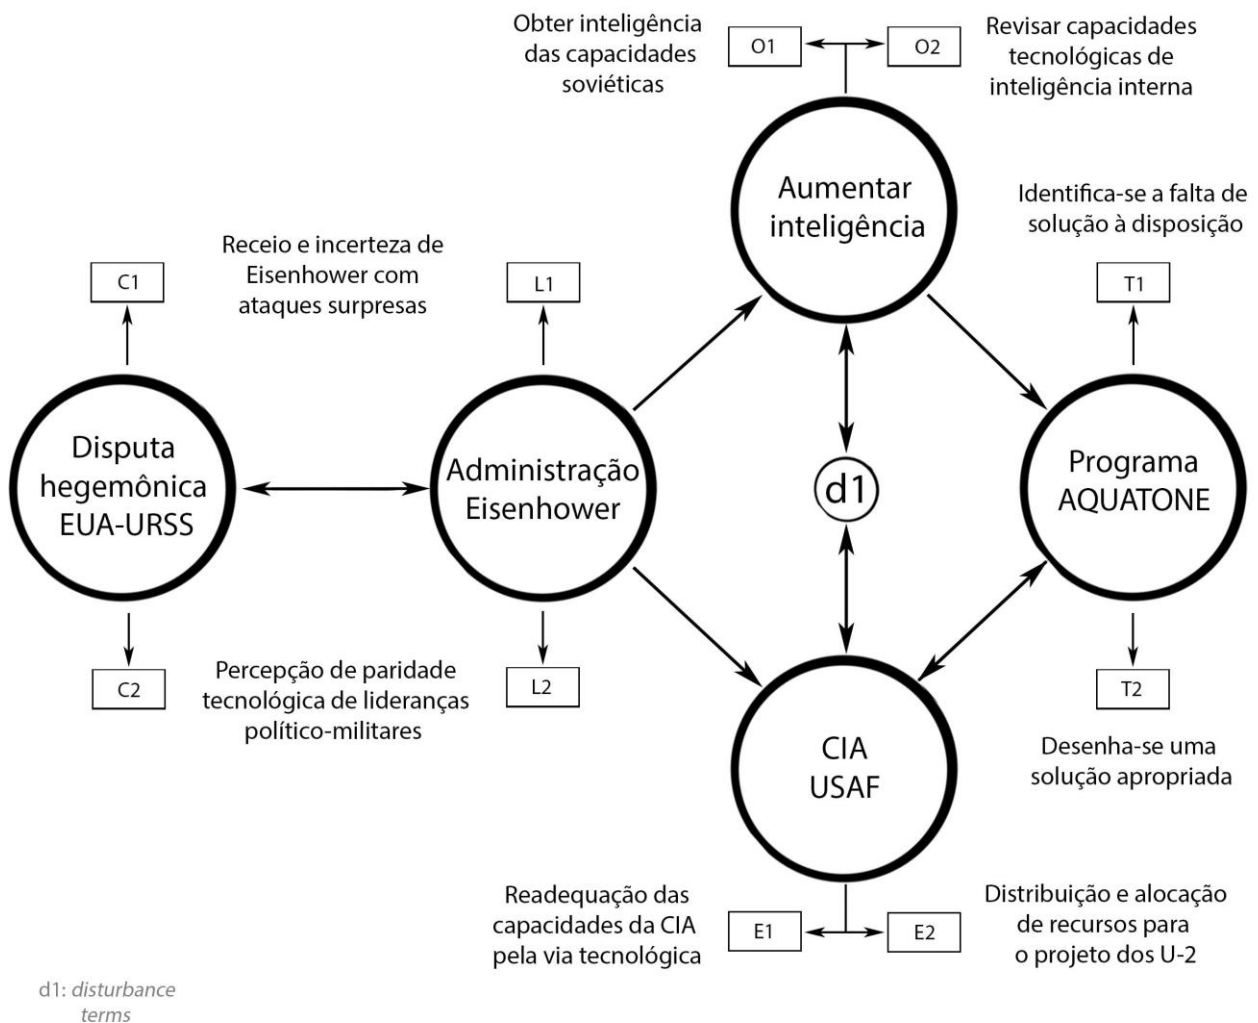 Obter inteligência
das capacidades
soviéticas
O1
O2
Revisar capacidades
tecnológicas de
inteligência interna
Aumentar
inteligência
Identifica-se a falta de
solução à disposição
T1
C1
Receio e incerteza de
Eisenhower com
ataques surpresas
L1
Disputa
hegemônica
EUA-URSS
Administração
Eisenhower
d1
Programa
AQUATONE
C2
Percepção de paridade
tecnológica de lideranças
político-militares
L2
T2
Desenha-se uma
solução apropriada
CIA
USAF
Readequação das
capacidades da CIA
pela via tecnológica
E1
E2
Distribuição e alocação
de recursos para
o projeto dos U-2
d1: disturbance
terms